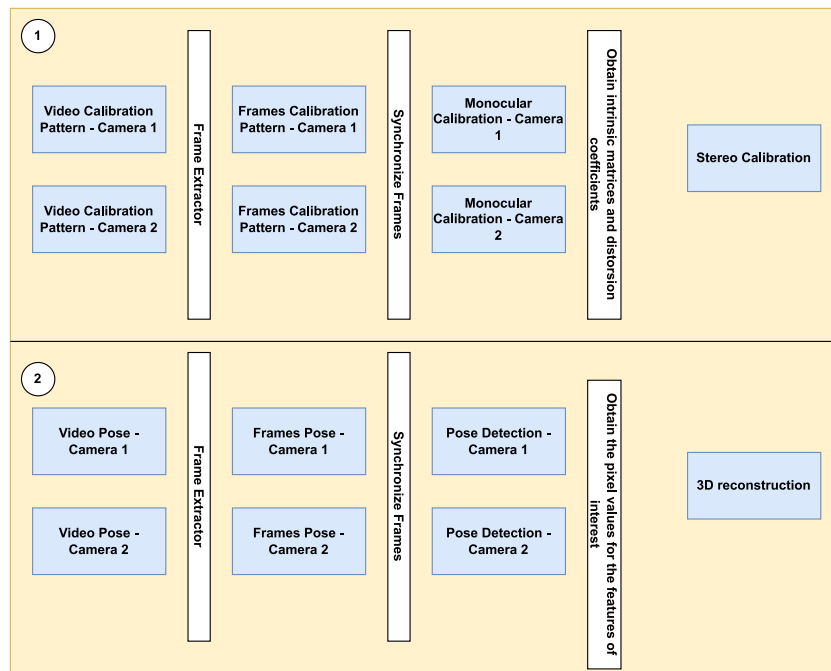 1
Video Calibration
Pattern - Camera 1
Video Calibration
Pattern - Camera 2
Frame Extractor
Frames Calibration
Pattern - Camera 1
Frames Calibration
Pattern - Camera 2
Synchronize Frames
Monocular
Calibration - Camera
1
Monocular
Calibration - Camera
2
Obtain intrinsic matrices and distorsion
coefficients
Stereo Calibration
2
Video Pose -
Camera 1
Video Pose -
Camera 2
Frame Extractor
Frames Pose -
Camera 1
Frames Pose -
Camera 2
Synchronize Frames
Pose Detection -
Camera 1
Pose Detection -
Camera 2
Obtain the pixel values for the features of
interest
3D reconstruction